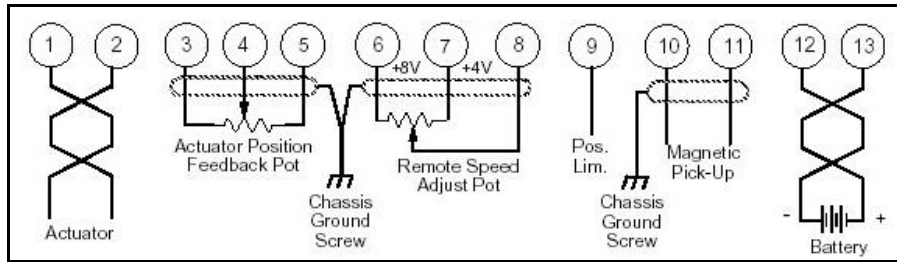 1 2 3 4 5 6 7 8 9 10 11 12 13
+8V +4V
Actuator Position
Feedback Pot
Remote Speed
Adjust Pot
Pos.
Lim.
Magnetic
Pick-Up
Chassis
Ground
Screw
Chassis
Ground
Screw
Actuator
- +
Battery